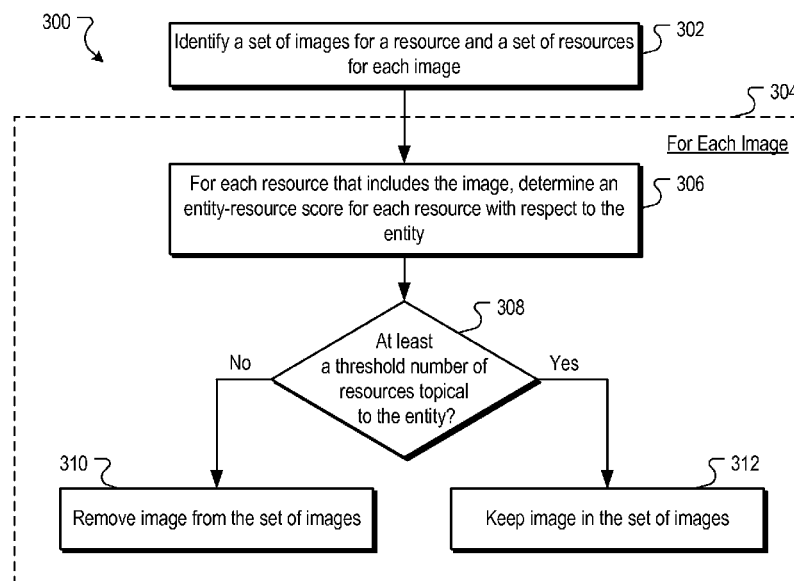 300
Identify a set of images for a resource and a set of resources
for each image
302
304
For Each Image
For each resource that includes the image, determine an
entity-resource score for each resource with respect to the
entity
306
308
At least
a threshold number of
resources topical
to the entity?
No
Yes
310
Remove image from the set of images
312
Keep image in the set of images